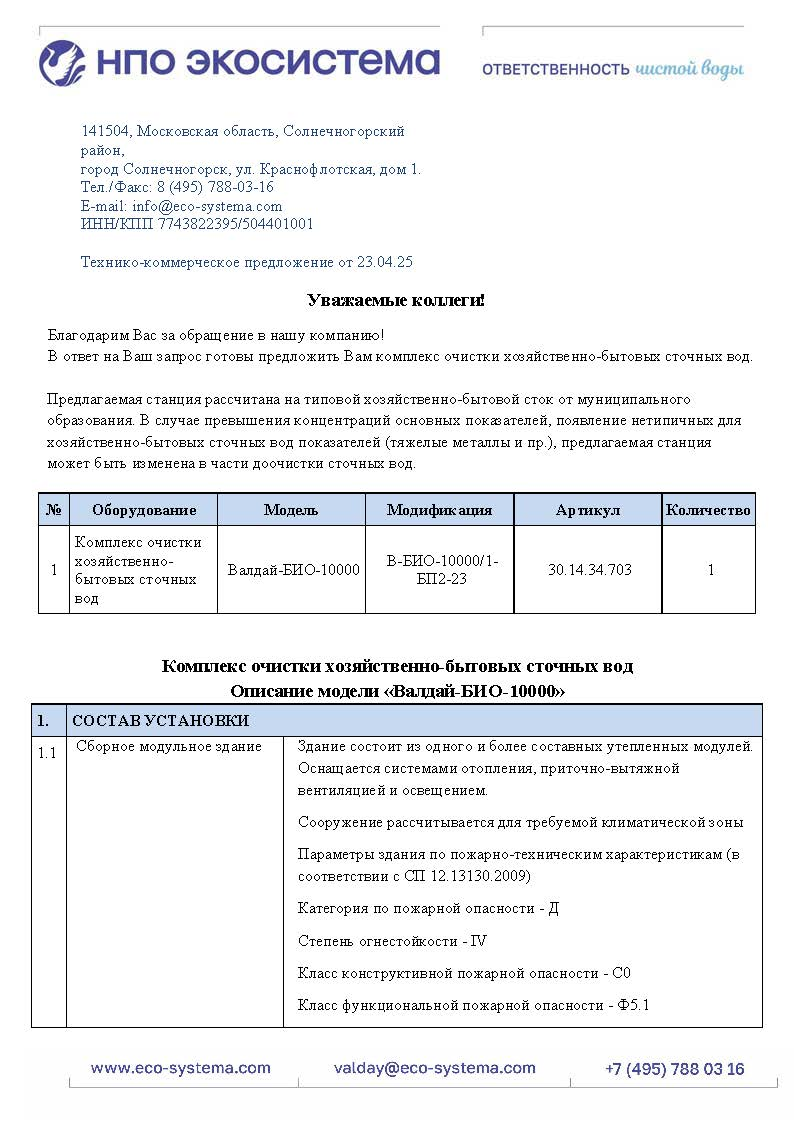 НПО ЭКОСИСТЕМА
ОТВЕТСТВЕННОСТЬ чистой воды
141504, Московская область, Солнечногорский
район,
город Солнечногорск, ул. Краснофлотская, дом 1.
Тел./Факс: 8 (495) 788-03-16
E-mail: info@eco-systema.com
ИНН/КПП 7743822395/504401001
Технико-коммерческое предложение от 23.04.25
Уважаемые коллеги!
Благодарим Вас за обращение в нашу компанию!
В ответ на Ваш запрос готовы предложить Вам комплекс очистки хозяйственно-бытовых сточных вод.
Предлагаемая станция рассчитана на типовой хозяйственно-бытовой сток от муниципального
образования. В случае превышения концентраций основных показателей, появление нетипичных для
хозяйственно-бытовых сточных вод показателей (тяжелые металлы и пр.), предлагаемая станция
может быть изменена в части доочистки сточных вод.
№ Оборудование Модель Модификация Артикул Количество
1 Комплекс очистки
хозяйственно-
бытовых сточных
вод
Валдай-БИО-10000
В-БИО-10000/1-
БП2-23
30.14.34.703
1
Комплекс очистки хозяйственно-бытовых сточных вод
Описание модели «Валдай-БИО-10000»
1. СОСТАВ УСТАНОВКИ
1.1 Сборное модульное здание
Здание состоит из одного и более составных утепленных модулей.
Оснащается системами отопления, приточно-вытяжной
вентиляцией и освещением.
Сооружение рассчитывается для требуемой климатической зоны
Параметры здания по пожарно-техническим характеристикам (в
соответствии с СП 12.13130.2009)
Категория по пожарной опасности - Д
Степень огнестойкости - IV
Класс конструктивной пожарной опасности - С0
Класс функциональной пожарной опасности - Ф5.1
www.eco-systema.com valday@eco-systema.com +7 (495) 788 03 16